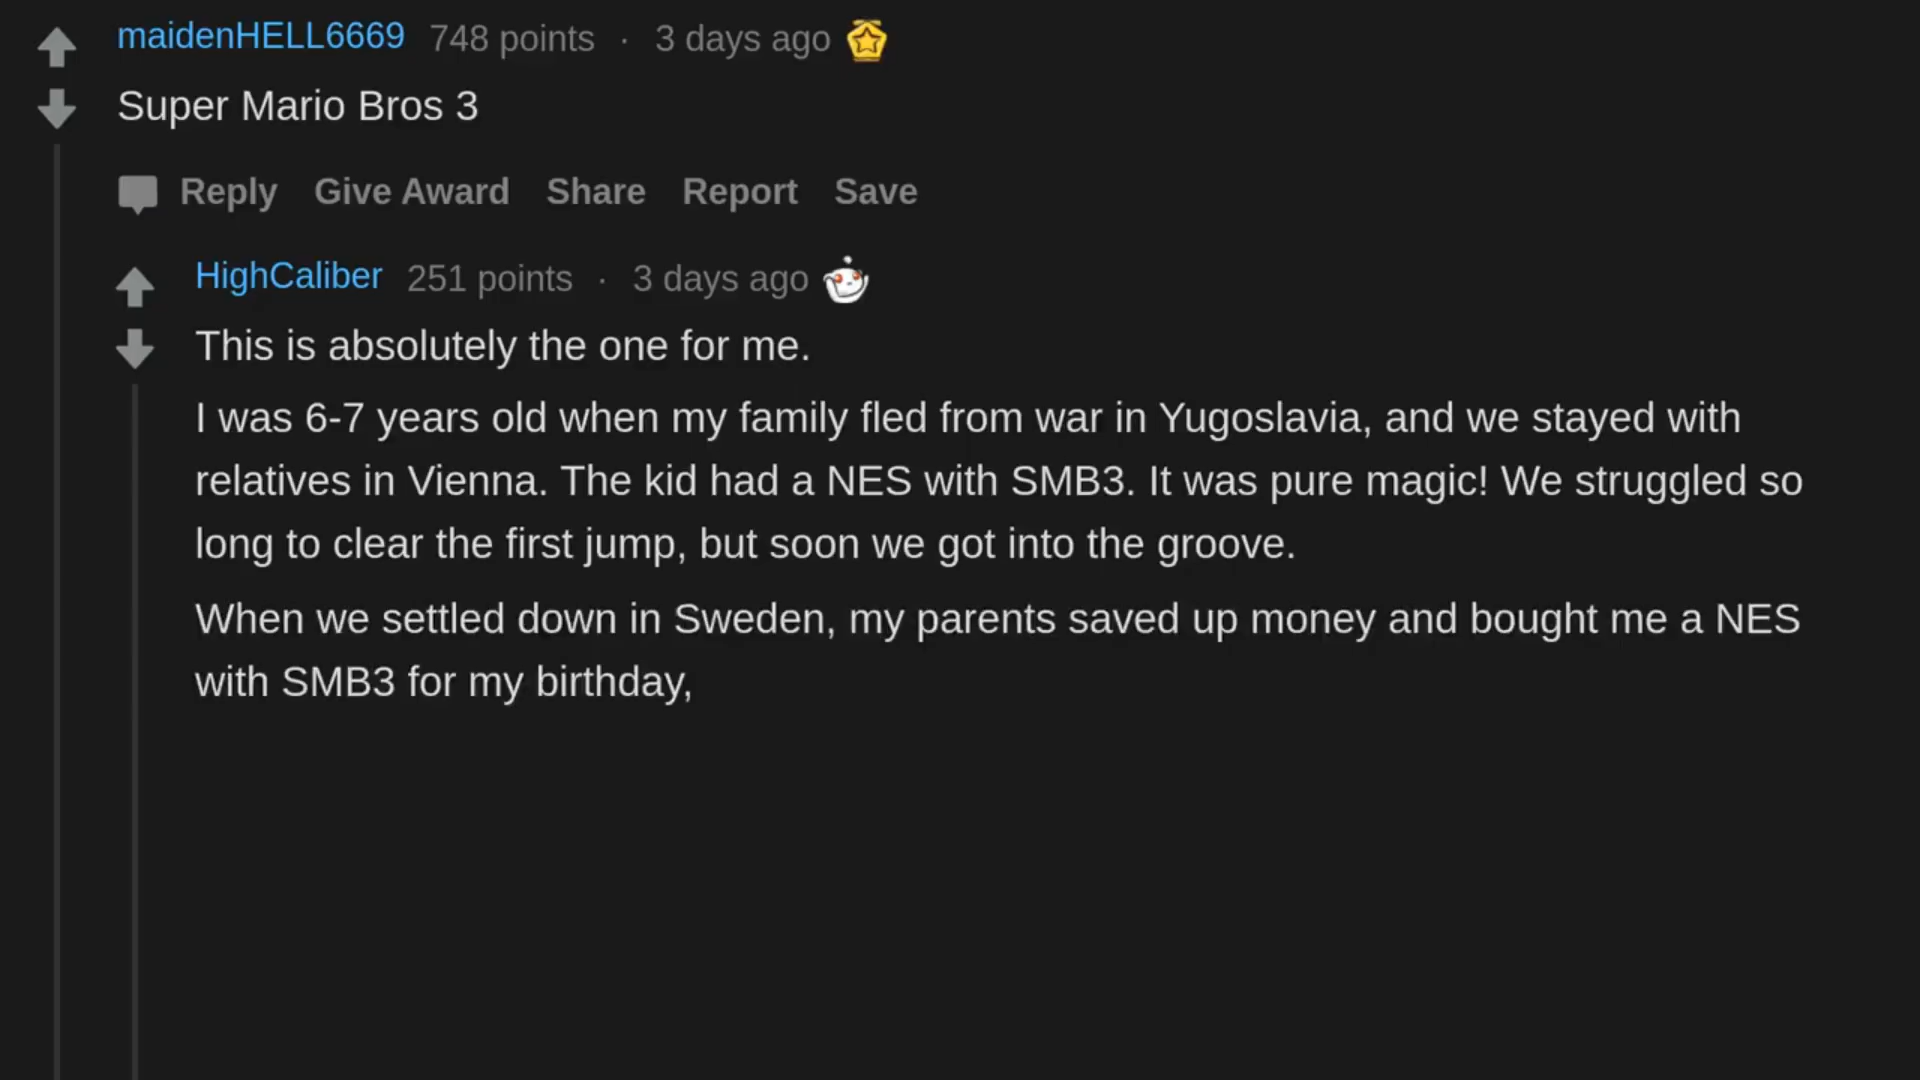 maidenHELL6669 748 points · 3 days ago
Super Mario Bros 3
Reply Give Award Share Report Save
HighCaliber 251 points · 3 days ago
This is absolutely the one for me.
I was 6-7 years old when my family fled from war in Yugoslavia, and we stayed with
relatives in Vienna. The kid had a NES with SMB3. It was pure magic! We struggled so
long to clear the first jump, but soon we got into the groove.
When we settled down in Sweden, my parents saved up money and bought me a NES
with SMB3 for my birthday,